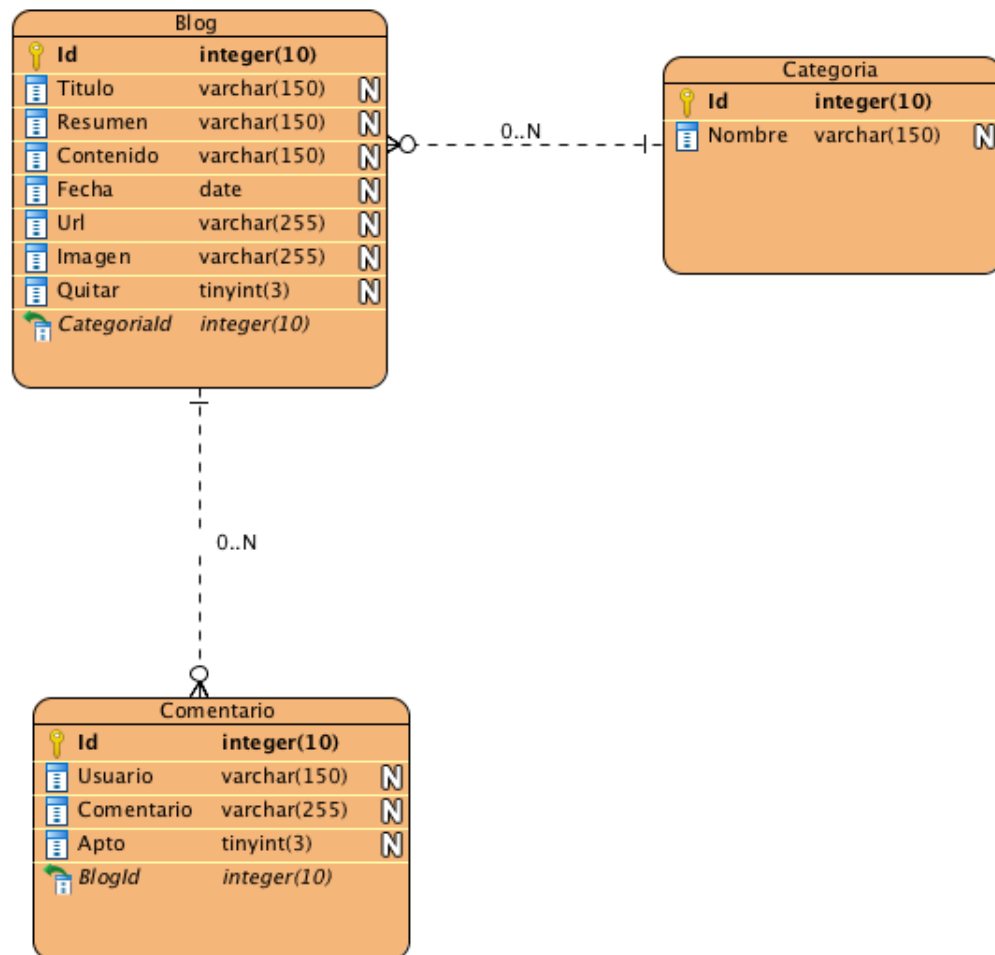 Blog
Id integer(10)
Titulo varchar(150) N
Resumen varchar(150) N
Contenido varchar(150) N
Fecha date N
Url varchar(255) N
Imagen varchar(255) N
Quitar tinyint(3) N
CategoriaId integer(10)
0..N
Categoria
Id integer(10)
Nombre varchar(150) N
0..N
Comentario
Id integer(10)
Usuario varchar(150) N
Comentario varchar(255) N
Apto tinyint(3) N
BlogId integer(10)